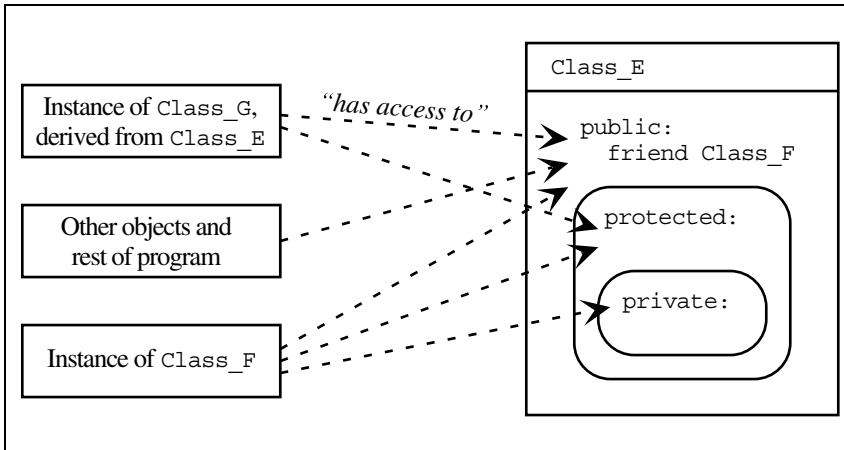 Instance of Class_G,
derived from Class_E
“has access to”
Other objects and
rest of program
Instance of Class_F
Class_E
public:
friend Class_F
protected:
private: